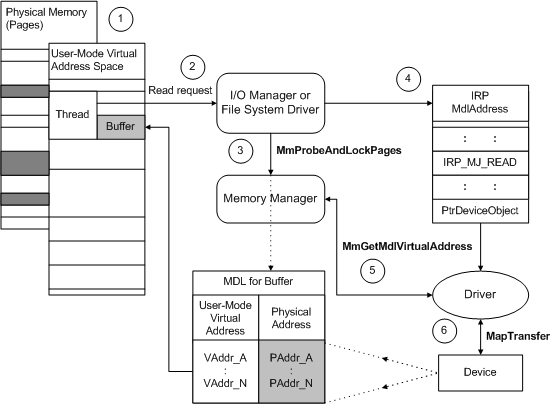 Physical Memory
(Pages)
1
User-Mode Virtual
Address Space
Thread
Buffer
2
Read request
I/O Manager or
File System Driver
3
MmProbeAndLockPages
Memory Manager
4
IRP
MdlAddress
: :
IRP_MJ_READ
: :
PtrDeviceObject
MmGetMdlVirtualAddress
5
Driver
6
MapTransfer
Device
MDL for Buffer
User-Mode
Virtual
Address
Physical
Address
VAddr_A
:
VAddr_N
PAddr_A
:
PAddr_N